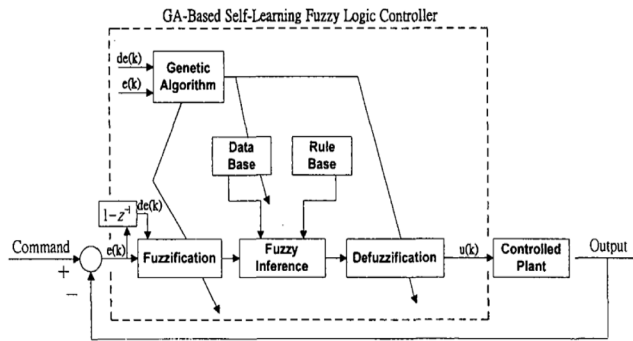 GA-Based Self-Learning Fuzzy Logic Controller
de(k)
e(k)
Genetic
Algorithm
Data
Base
Rule
Base
1-z⁻¹
de(k)
Command
+
−
e(k)
Fuzzification
Fuzzy
Inference
Defuzzification
u(k)
Controlled
Plant
Output